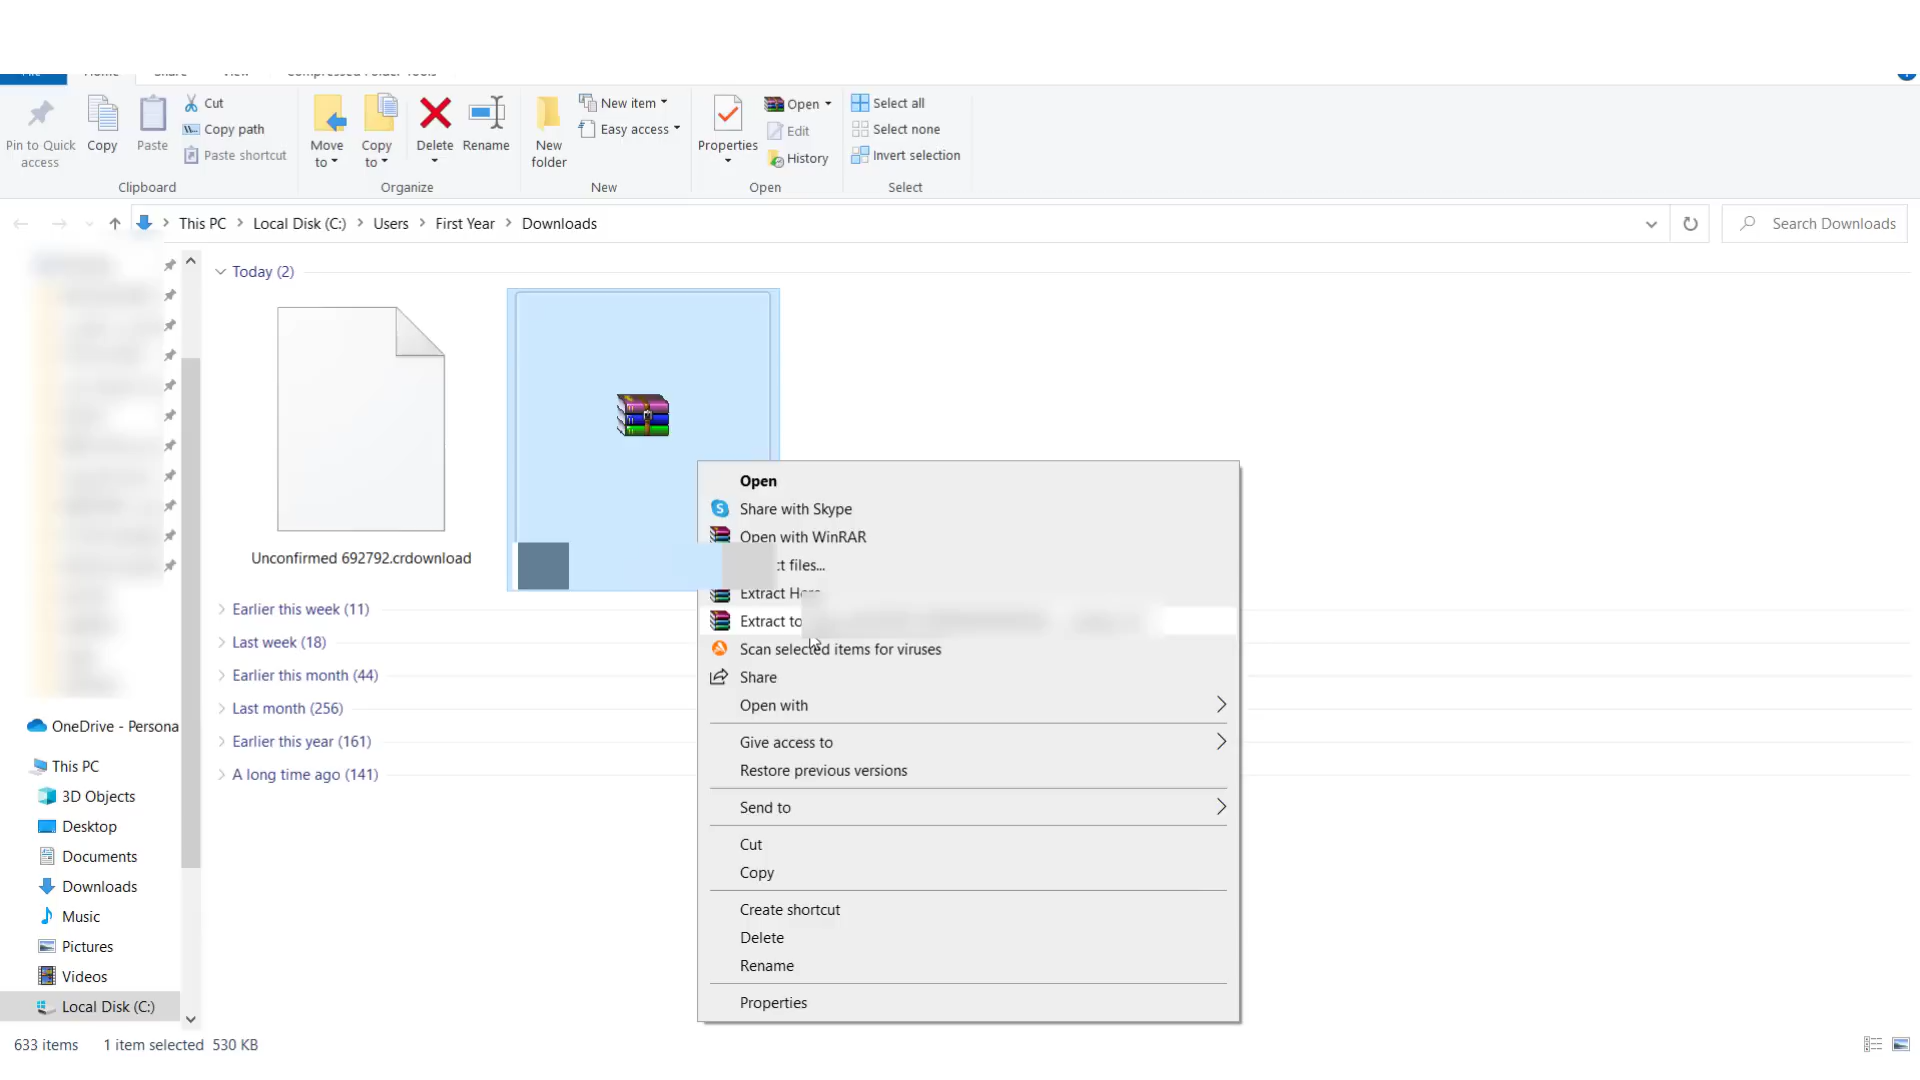 Pin to Quick access
Copy
Paste
Cut
Copy path
Paste shortcut
Clipboard
Move to
Copy to
Delete
Rename
Organize
New folder
New item
Easy access
New
Properties
Open
Edit
History
Open
Select all
Select none
Invert selection
Select
This PC
Local Disk (C:)
Users
First Year
Downloads
Search Downloads
Today (2)
Unconfirmed 692792.crdownload
Earlier this week (11)
Last week (18)
Earlier this month (44)
Last month (256)
Earlier this year (161)
A long time ago (141)
Open
Share with Skype
Open with WinRAR
files...
Extract
Extract to
Scan selected items for viruses
Share
Open with
Give access to
Restore previous versions
Send to
Cut
Copy
Create shortcut
Delete
Rename
Properties
OneDrive - Persona
This PC
3D Objects
Desktop
Documents
Downloads
Music
Pictures
Videos
Local Disk (C:)
633 items
1 item selected 530 KB